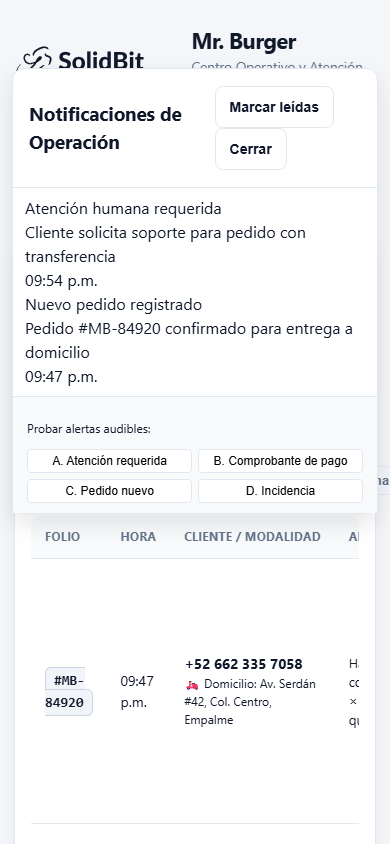 SolidBit
Mr. Burger
Centro Operativo y Atención
Notificaciones de
Operación
Marcar leídas
Cerrar
Atención humana requerida
Cliente solicita soporte para pedido con
transferencia
09:54 p.m.
Nuevo pedido registrado
Pedido #MB-84920 confirmado para entrega a
domicilio
09:47 p.m.
Probar alertas audibles:
A. Atención requerida
B. Comprobante de pago
C. Pedido nuevo
D. Incidencia
FOLIO
HORA
CLIENTE / MODALIDAD
#MB-
84920
09:47
p.m.
+52 662 335 7058
Domicilio: Av. Serdán
#42, Col. Centro,
Empalme